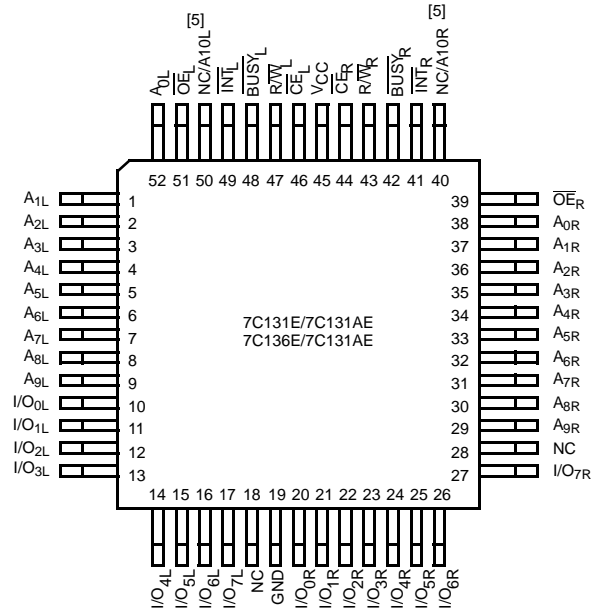 [5]
[5]
A0L
OEL
NC/A10L
INTL
BUSYL
R/WL
CEL
VCC
CER
R/WR
BUSYR
INTR
NC/A10R
52 51 50 49 48 47 46 45 44 43 42 41 40
A1L 1
A2L 2
A3L 3
A4L 4
A5L 5
A6L 6
A7L 7
A8L 8
A9L 9
I/O0L 10
I/O1L 11
I/O2L 12
I/O3L 13
7C131E/7C131AE
7C136E/7C131AE
39 OER
38 A0R
37 A1R
36 A2R
35 A3R
34 A4R
33 A5R
32 A6R
31 A7R
30 A8R
29 A9R
28 NC
27 I/O7R
14 15 16 17 18 19 20 21 22 23 24 25 26
I/O4L
I/O5L
I/O6L
I/O7L
NC
GND
I/O0R
I/O1R
I/O2R
I/O3R
I/O4R
I/O5R
I/O6R